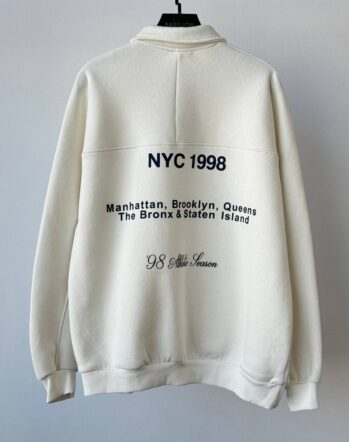 NYC 1998
Manhattan, Brooklyn, Queens
The Bronx & Staten Island
98 Season